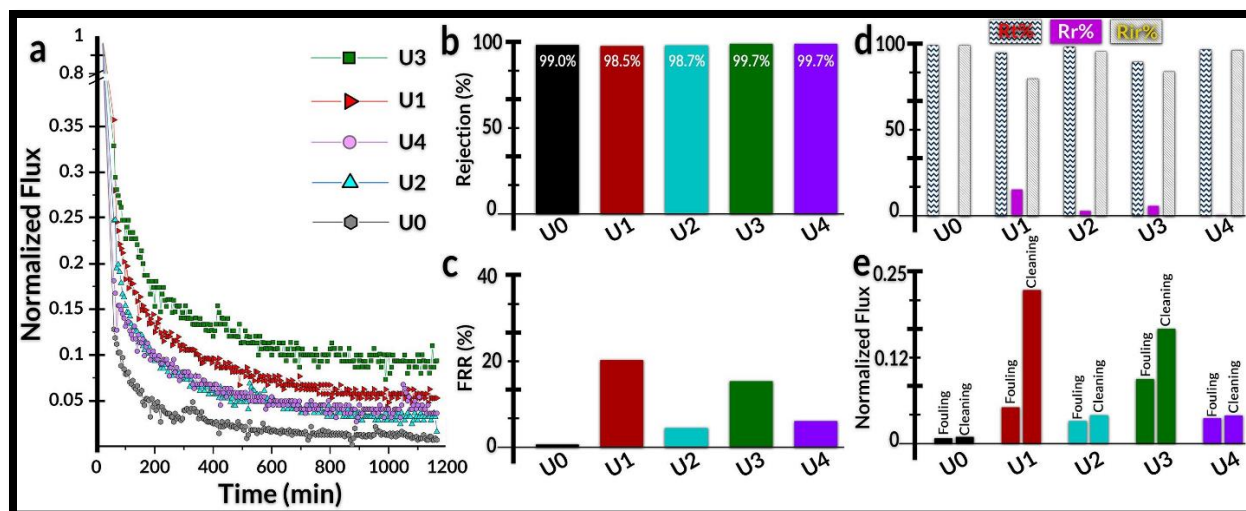 a
1
0.8
0.35
0.3
0.25
0.2
0.15
0.1
0.05
0
200
400
600
800
1000
1200
Normalized Flux
Time (min)
U3
U1
U4
U2
U0
b
100
50
0
Rejection (%)
99.0%
98.5%
98.7%
99.7%
99.7%
U0
U1
U2
U3
U4
c
40
20
0
FRR (%)
U0
U1
U2
U3
U4
d
Rt%
Rr%
Rir%
100
50
0
U0
U1
U2
U3
U4
e
0.25
0.12
0
Normalized Flux
Fouling
Cleaning
Fouling
Cleaning
Fouling
Cleaning
Fouling
Cleaning
Fouling
Cleaning
U0
U1
U2
U3
U4